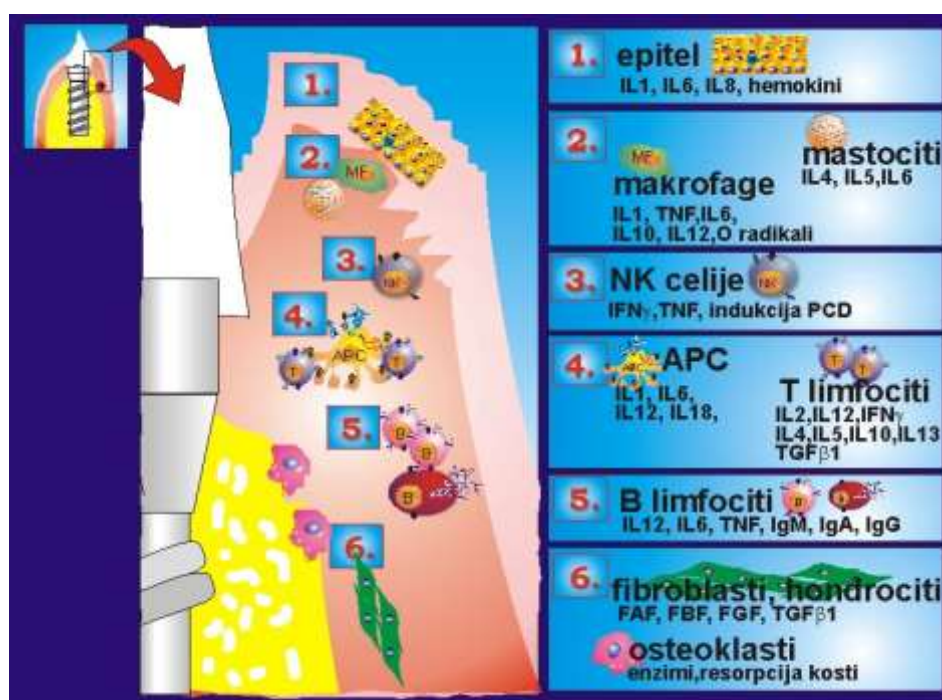 1.
2.
MF
3.
NK
4.
APC
T
T
5.
B
B
B
6.
1. epitel
IL1, IL6, IL8, hemokini
2.
MF
makrofage
IL1, TNF,IL6,
IL10, IL12,O radikali
mastociti
IL4, IL5,IL6
3. NK celije
NK
IFNγ,TNF, indukcija PCD
4. APC APC
IL1, IL6,
IL12, IL18,
T T
T limfociti
IL2,IL12,IFNγ
IL4,IL5,IL10,IL13
TGFβ1
5. B limfociti B B
IL12, IL6, TNF, IgM, IgA, IgG
6.
fibroblasti, hondrociti
FAF, FBF, FGF, TGFβ1
osteoklasti
enzimi,resorpcija kosti